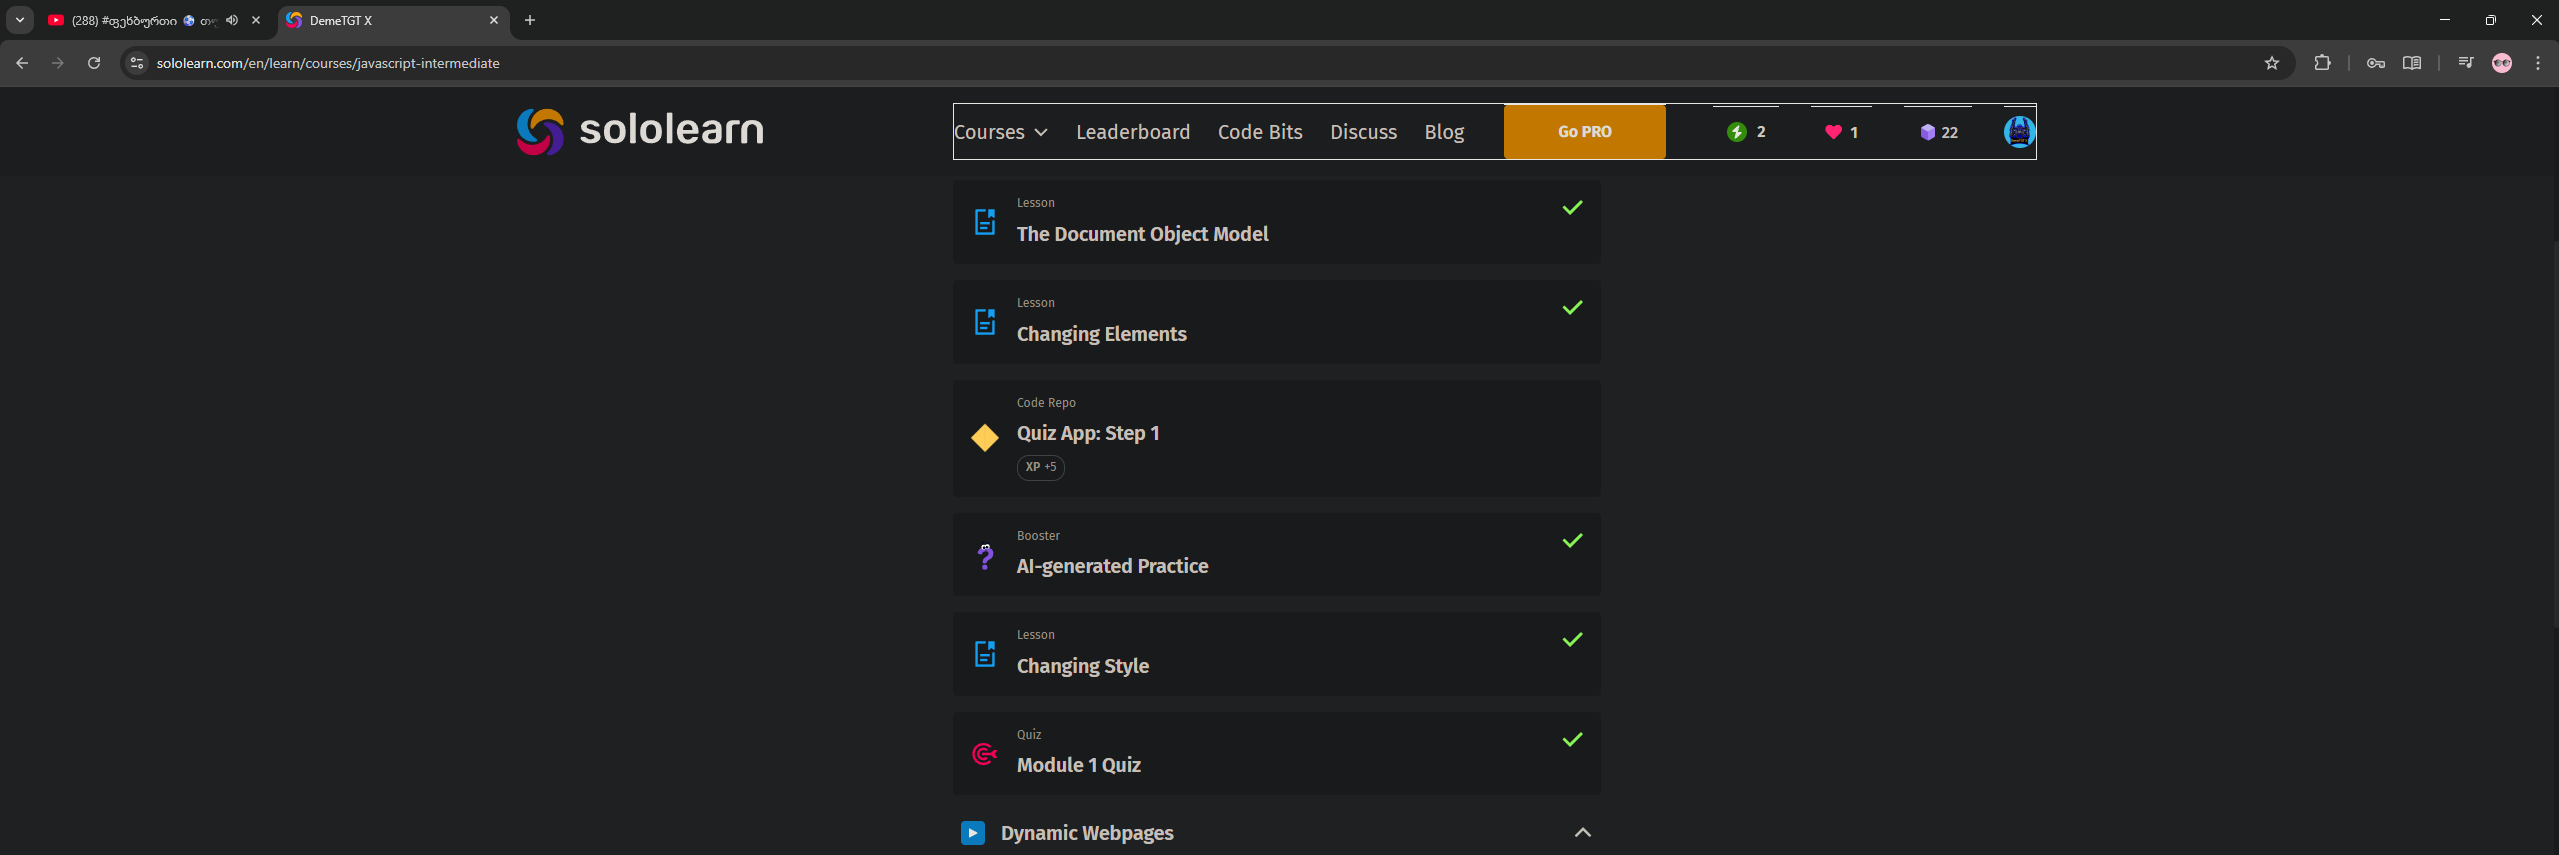 (288) #ფეხბურთი
DemeTGT X
sololearn.com/en/learn/courses/javascript-intermediate
sololearn
Courses Leaderboard Code Bits Discuss Blog Go PRO 2 1 22
Lesson
The Document Object Model
Lesson
Changing Elements
Code Repo
Quiz App: Step 1
XP +5
Booster
AI-generated Practice
Lesson
Changing Style
Quiz
Module 1 Quiz
Dynamic Webpages